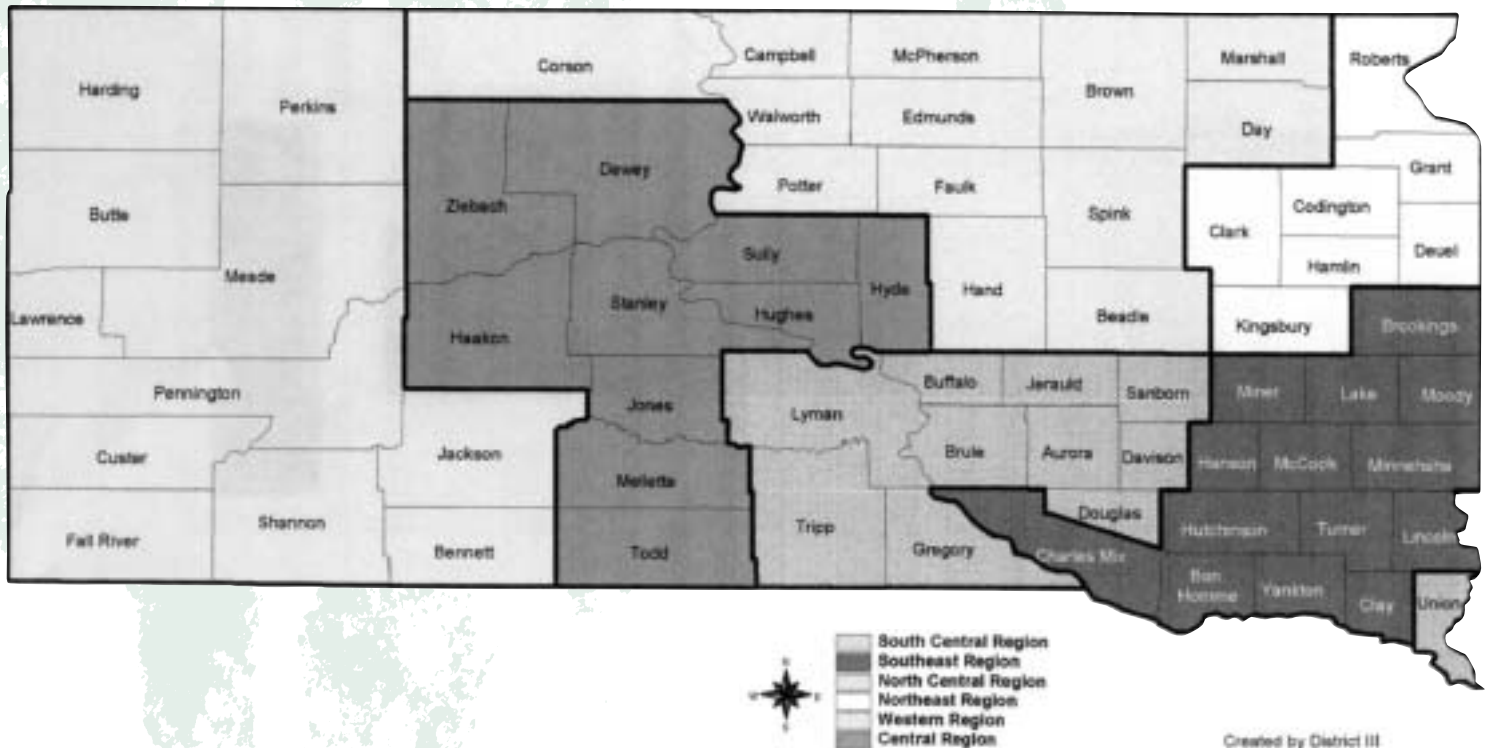 Harding
Perkins
Corson
Campbell
McPherson
Brown
Marshall
Roberts
Walworth
Edmunds
Day
Dewey
Potter
Faulk
Grant
Butte
Ziebach
Spink
Clark
Codington
Deuel
Meade
Sully
Hamlin
Lawrence
Stanley
Hughes
Hyde
Hand
Beadle
Kingsbury
Brookings
Haakon
Pennington
Jones
Lyman
Buffalo
Jerauld
Sanborn
Miner
Lake
Moody
Custer
Jackson
Mellette
Brule
Aurora
Davison
Hanson
McCook
Minnehaha
Fall River
Shannon
Bennett
Todd
Tripp
Gregory
Douglas
Charles Mix
Hutchinson
Turner
Lincoln
Bon
Homme
Yankton
Clay
Union
N
W
E
S
South Central Region
Southeast Region
North Central Region
Northeast Region
Western Region
Central Region
Created by District III